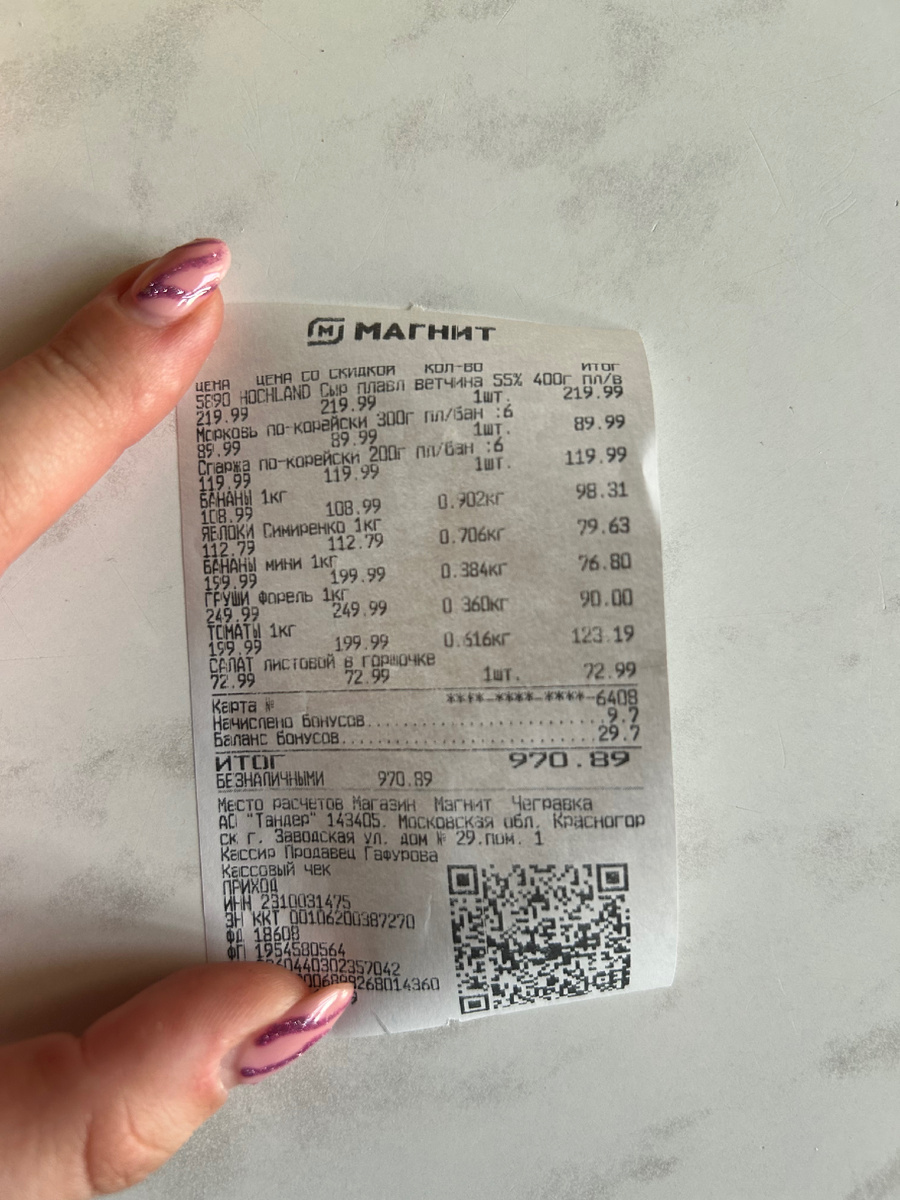 МАГНИТ
ЦЕНА ЦЕНА СО СКИДКОЙ КОЛ-ВО ИТОГ
5890 HOCHLAND Сыр плавл ветчина 55% 400г пл/в
219.99 219.99 1шт. 219.99
Морковь по-корейски 300г пл/бан :6
89.99 89.99 1шт. 89.99
Спаржа по-корейски 200г пл/бан :6
119.99 119.99 1шт. 119.99
БАНАНЫ 1кг
108.99 108.99 0.902кг 98.31
ЯБЛОКИ Симиренко 1кг
112.79 112.79 0.706кг 79.63
БАНАНЫ мини 1кг
199.99 199.99 0.384кг 76.80
ГРУШИ Форель 1кг
249.99 249.99 0 360кг 90.00
ТОМАТЫ 1кг
199.99 199.99 0.616кг 123.19
САЛАТ листовой в горшочке
72.99 72.99 1шт. 72.99
Карта № ****-****-****-6408
Начислено бонусов 9.7
Баланс бонусов 29.7
ИТОГ 970.89
БЕЗНАЛИЧНЫМИ 970.89
Место расчетов Магазин Магнит Чегравка
АО "Тандер" 143405. Московская обл. Красногор
ск г. Заводская ул. дом № 29.пом. 1
Кассир Продавец Гафурова
Кассовый чек
ПРИХОД
ИНН 2310031475
ЗН ККТ 00106200387270
ФД 18608
ФП 1954580564
0440302357042
268014360